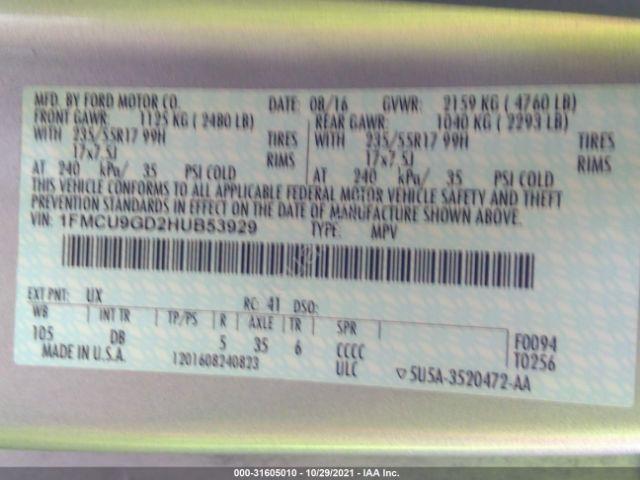 MFD. BY FORD MOTOR CO. DATE: 08/16 GVWR: 2159 KG ( 4760 LB)
FRONT GAWR: 1125 KG ( 2480 LB) REAR GAWR: 1040 KG ( 2293 LB)
WITH 235/55R17 99H TIRES WITH 235/55R17 99H TIRES
17x7.5J RIMS 17x7.5J RIMS
AT 240 kPa/ 35 PSI COLD AT 240 kPa/ 35 PSI COLD
THIS VEHICLE CONFORMS TO ALL APPLICABLE FEDERAL MOTOR VEHICLE SAFETY AND THEFT
PREVENTION STANDARDS IN EFFECT ON THE DATE OF MANUFACTURE SHOWN ABOVE.
VIN: 1FMCU9GD2HUB53929 TYPE: MPV
EXT PNT: UX RC: 41 DSO:
WB INT TR TP/PS R AXLE TR SPR
105 DB 5 35 6 CCCC F0094
MADE IN U.S.A. 1201608240823 ULC T0256
▽5U5A-3520472-AA
000-31605010 - 10/29/2021 - IAA Inc.